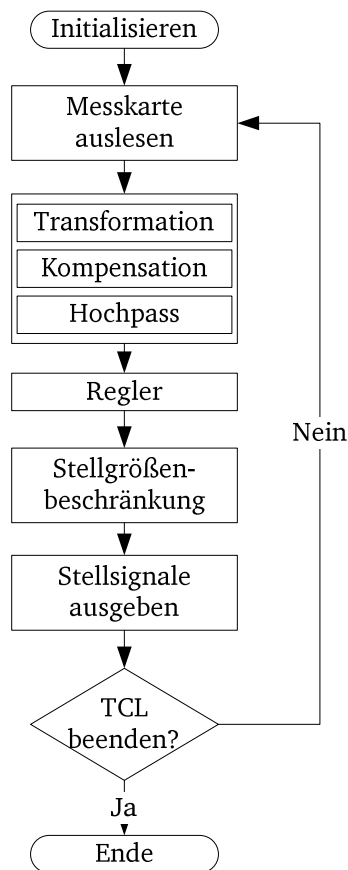 Initialisieren
Messkarte
auslesen
Transformation
Kompensation
Hochpass
Regler
Nein
Stellgrößen-
beschränkung
Stellsignale
ausgeben
TCL
beenden?
Ja
Ende